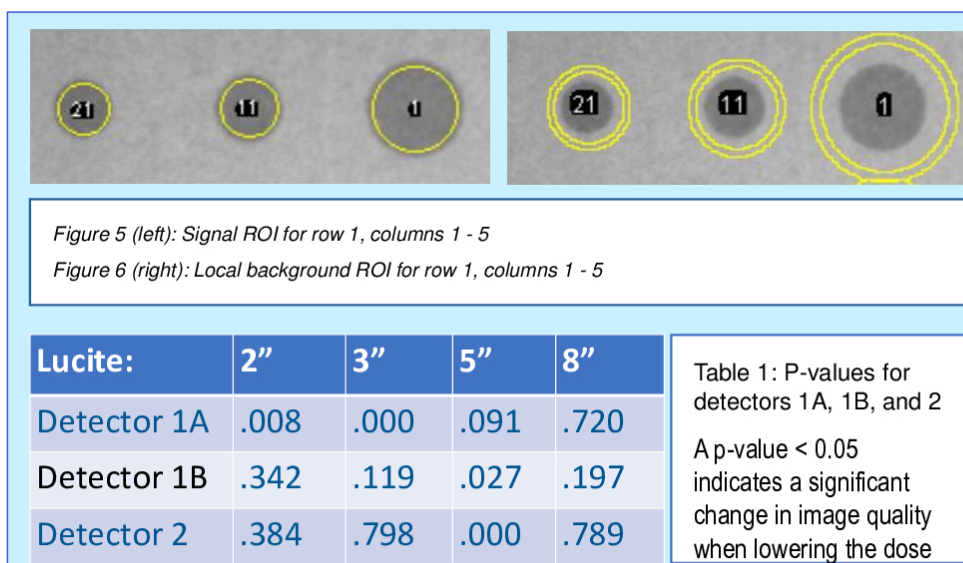 21 11 1
21 11 1
Figure 5 (left): Signal ROI for row 1, columns 1 - 5
Figure 6 (right): Local background ROI for row 1, columns 1 - 5
Lucite: 2” 3” 5” 8”
Detector 1A .008 .000 .091 .720
Detector 1B .342 .119 .027 .197
Detector 2 .384 .798 .000 .789
Table 1: P-values for
detectors 1A, 1B, and 2
A p-value < 0.05
indicates a significant
change in image quality
when lowering the dose